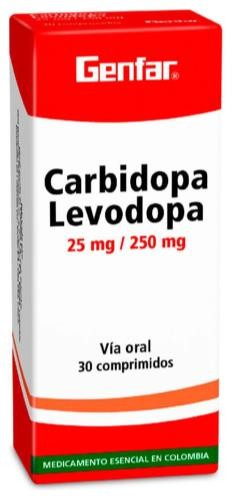 Genfar®
Carbidopa
Levodopa
25 mg / 250 mg
Vía oral
30 comprimidos
MEDICAMENTO ESENCIAL EN COLOMBIA